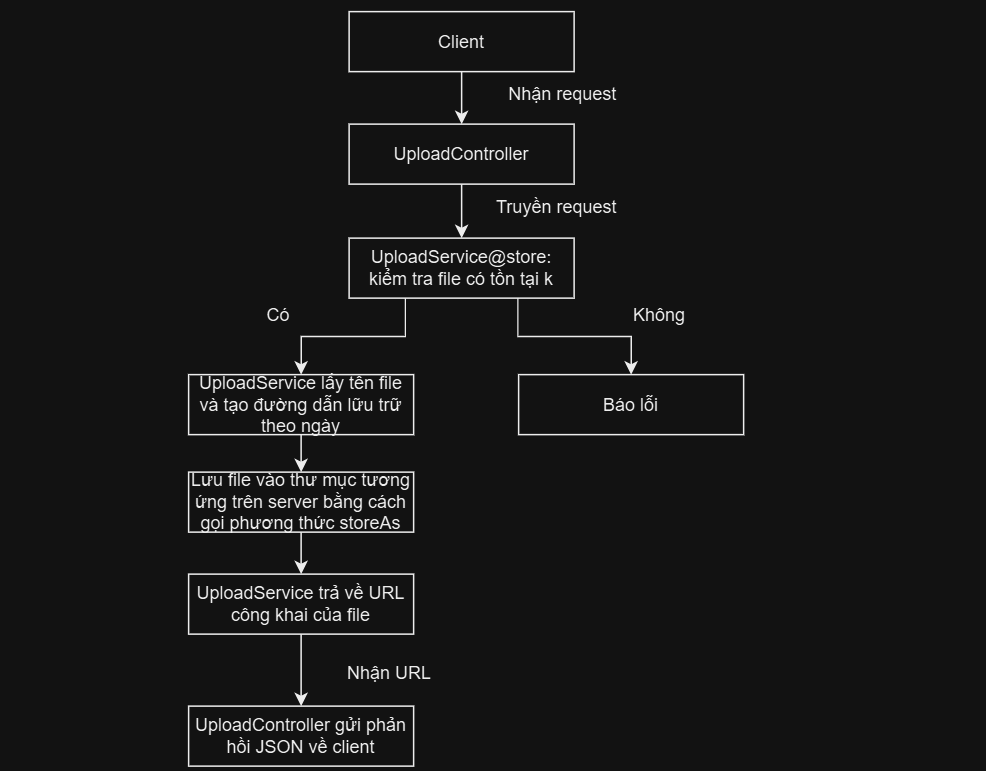 Client
Nhận request
UploadController
Truyền request
UploadService@store:
kiểm tra file có tồn tại k
Có
Không
UploadService lấy tên file
và tạo đường dẫn lữu trữ
theo ngày
Báo lỗi
Lưu file vào thư mục tương
ứng trên server bằng cách
gọi phương thức storeAs
UploadService trả về URL
công khai của file
Nhận URL
UploadController gửi phản
hồi JSON về client